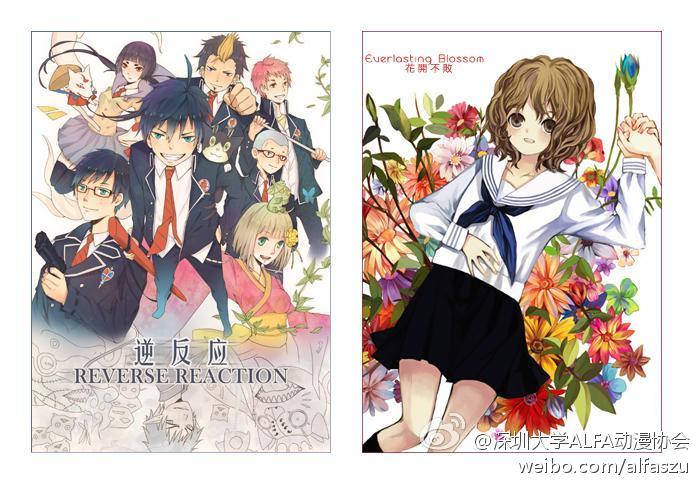 逆反应
REVERSE REACTION
Everlasting Blossom
花開不敗
@深圳大学ALFA动漫协会
weibo.com/alfaszu